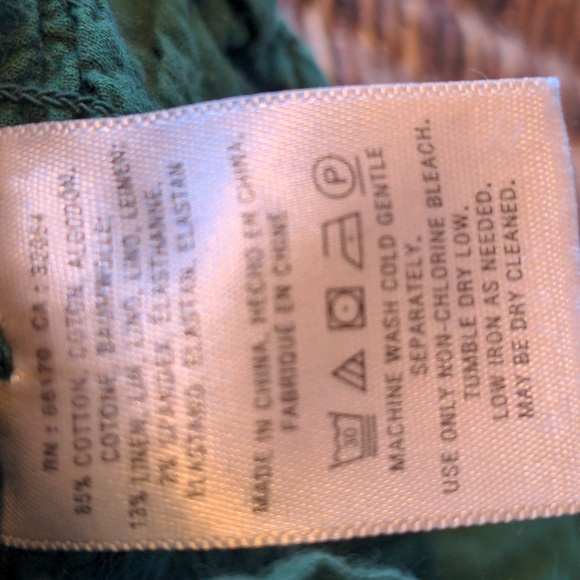 RN: 66170 CA:
85% COTTON, COTON, ALGODON,
COTONE, BAUMWOLLE,
13% LINEN, LIN, LINO, LINO, LEINEN,
2% SPANDEX, ELASTHANNE,
ELASTANO, ELASTAN, ELASTAN
MADE IN CHINA, HECHO EN CHINA,
FABRIQUÉ EN CHINE
30 P
MACHINE WASH COLD GENTLE
SEPARATELY.
USE ONLY NON-CHLORINE BLEACH.
TUMBLE DRY LOW.
LOW IRON AS NEEDED.
MAY BE DRY CLEANED.